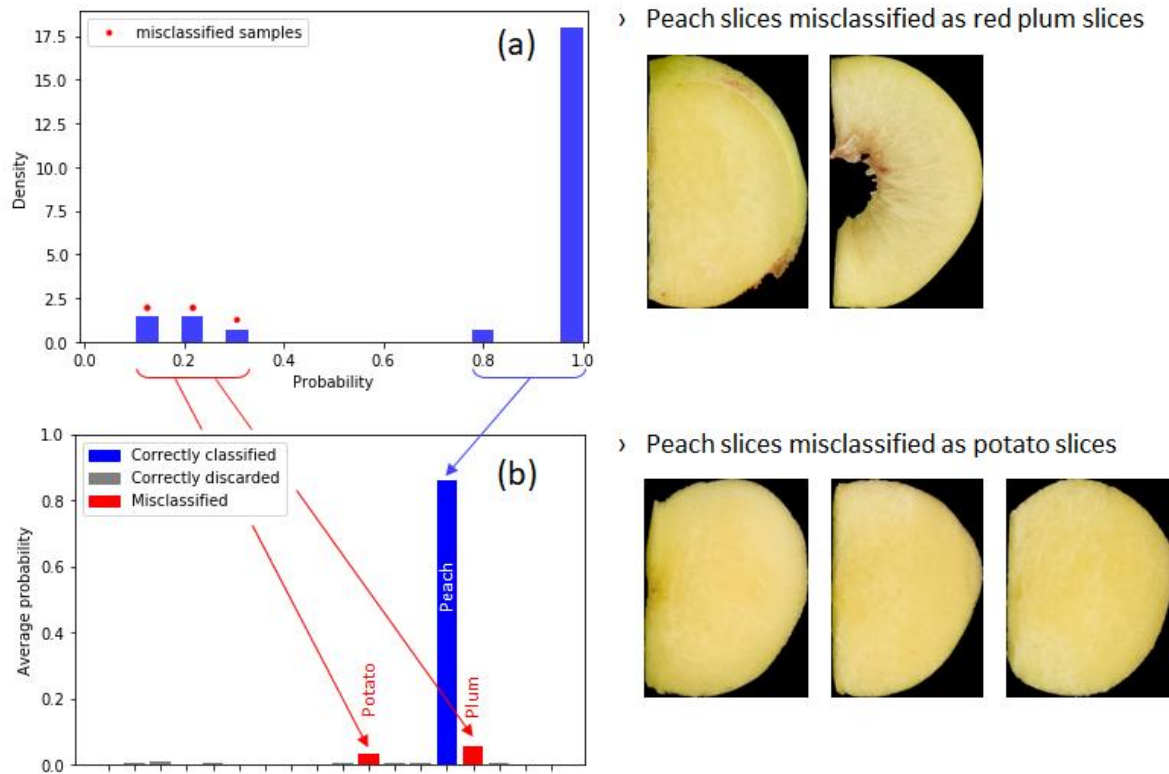 17.5
15.0
12.5
10.0
7.5
5.0
2.5
0.0
Density
misclassified samples
(a)
0.0 0.2 0.4 0.6 0.8 1.0
Probability
› Peach slices misclassified as red plum slices
1.0
0.8
0.6
0.4
0.2
0.0
Average probability
Correctly classified
Correctly discarded
Misclassified
(b)
Potato
Peach
Plum
› Peach slices misclassified as potato slices